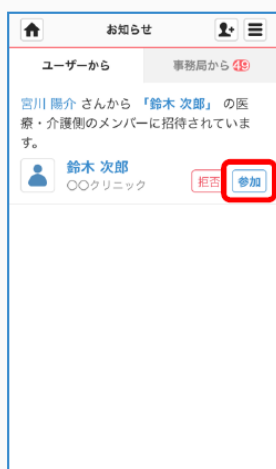 お知らせ
ユーザーから
事務局から 49
宮川 陽介 さんから 「鈴木 次郎」 の医
療・介護側のメンバーに招待されていま
す。
鈴木 次郎
〇〇クリニック
拒否
参加